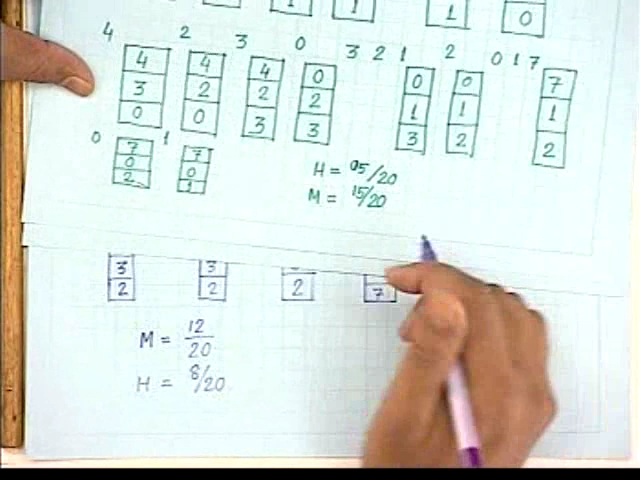 1 1 1 0
4 2 3 0 3 2 1 2 0 1 7
4 4 4 0 0 0 7
3 2 2 2 1 1 1
0 0 3 3 3 2 2
0 1
7 7
0 0
2 1
H = 05/20
M = 15/20
3 3
2 2 2 7
M = 12/20
H = 8/20